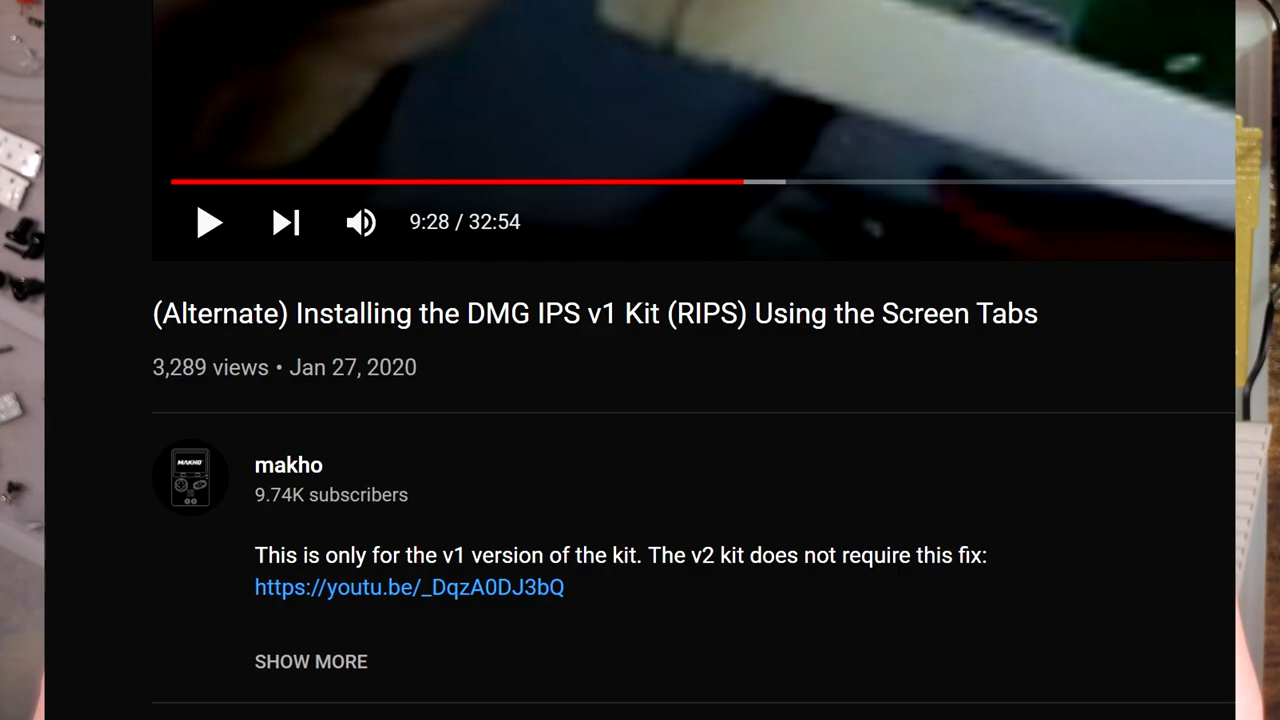 9:28 / 32:54
(Alternate) Installing the DMG IPS v1 Kit (RIPS) Using the Screen Tabs
3,289 views • Jan 27, 2020
MAKHO
makho
9.74K subscribers
This is only for the v1 version of the kit. The v2 kit does not require this fix:
https://youtu.be/_DqzA0DJ3bQ
SHOW MORE